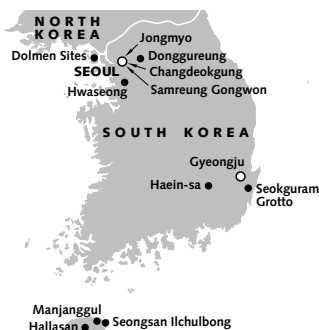 NORTH
KOREA
Jongmyo
Dolmen Sites
Donggureung
SEOUL
Changdeokgung
Samreung Gongwon
Hwaseong
SOUTH KOREA
Gyeongju
Haein-sa
Seokguram
Grotto
Manjanggul
Seongsan Ilchulbong
Hallasan